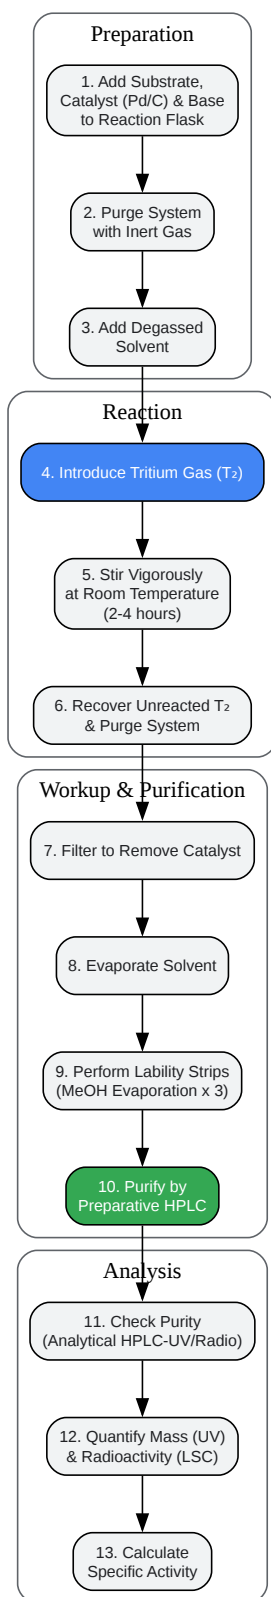 Preparation
1. Add Substrate,
Catalyst (Pd/C) & Base
to Reaction Flask
2. Purge System
with Inert Gas
3. Add Degassed
Solvent
Reaction
4. Introduce Tritium Gas (T₂)
5. Stir Vigorously
at Room Temperature
(2-4 hours)
6. Recover Unreacted T₂
& Purge System
Workup & Purification
7. Filter to Remove Catalyst
8. Evaporate Solvent
9. Perform Lability Strips
(MeOH Evaporation x 3)
10. Purify by
Preparative HPLC
Analysis
11. Check Purity
(Analytical HPLC-UV/Radio)
12. Quantify Mass (UV)
& Radioactivity (LSC)
13. Calculate
Specific Activity